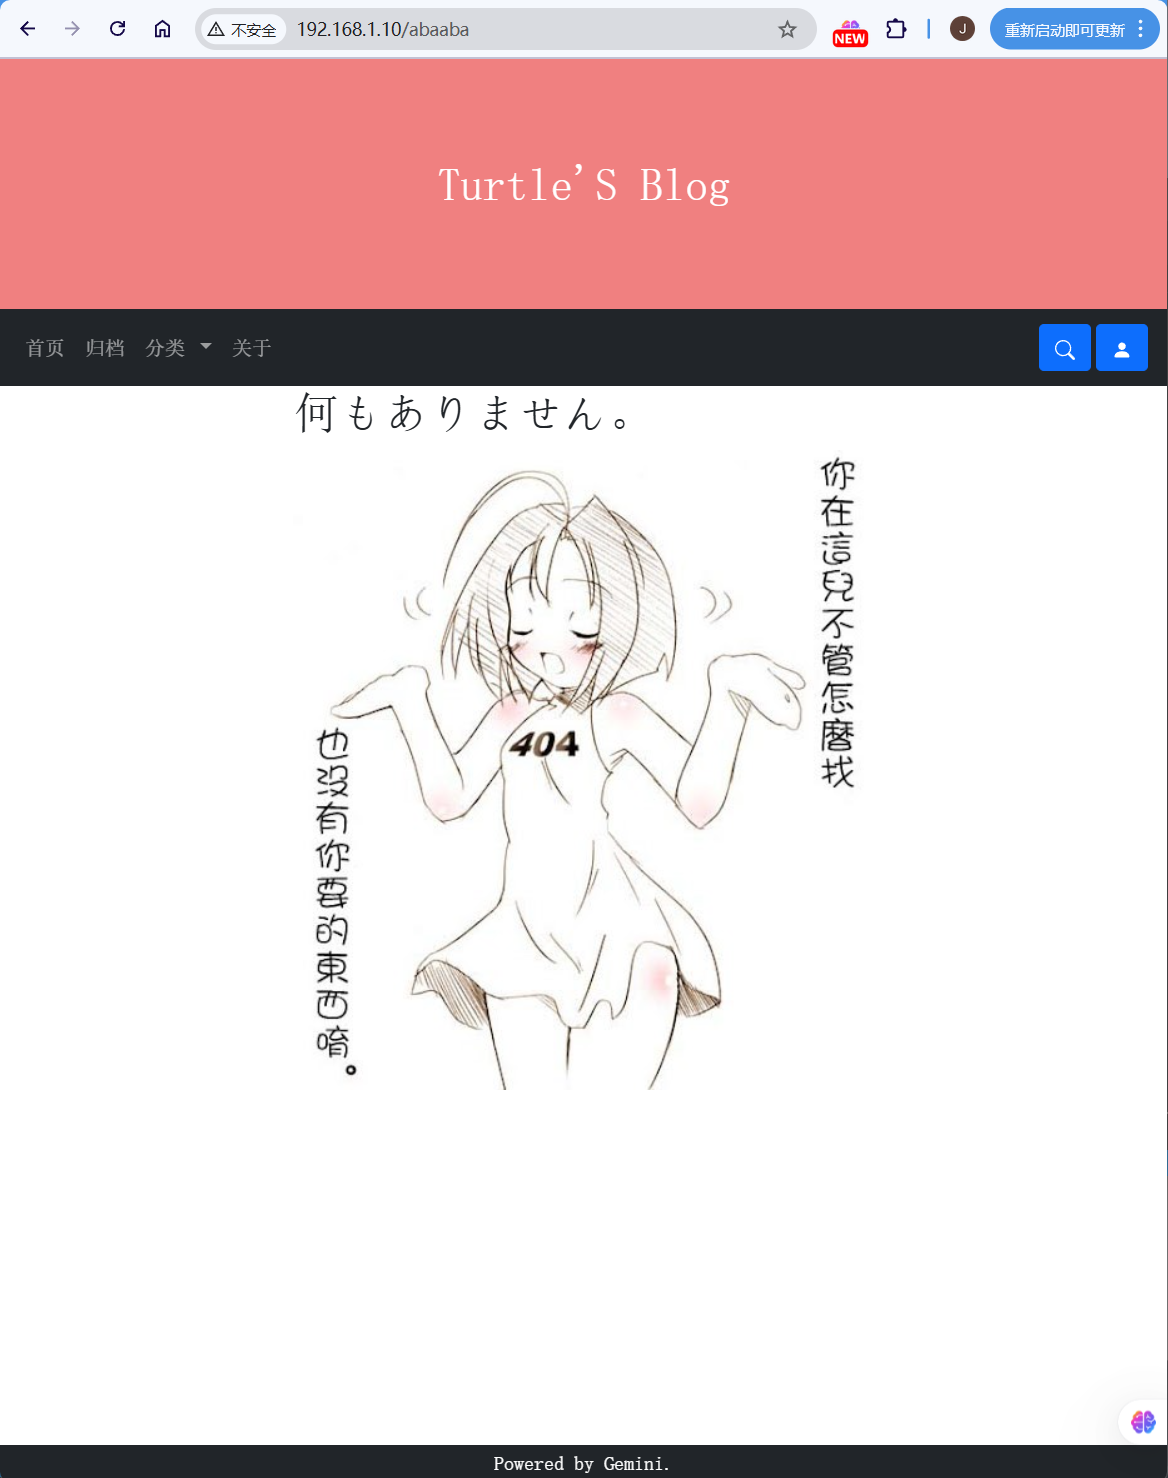 不安全
192.168.1.10/abaaba
NEW
J
重新启动即可更新
Turtle'S Blog
首页 归档 分类 关于
何もありません。
你在這兒不管怎麼找
也沒有你要的東西唷。
404
Powered by Gemini.